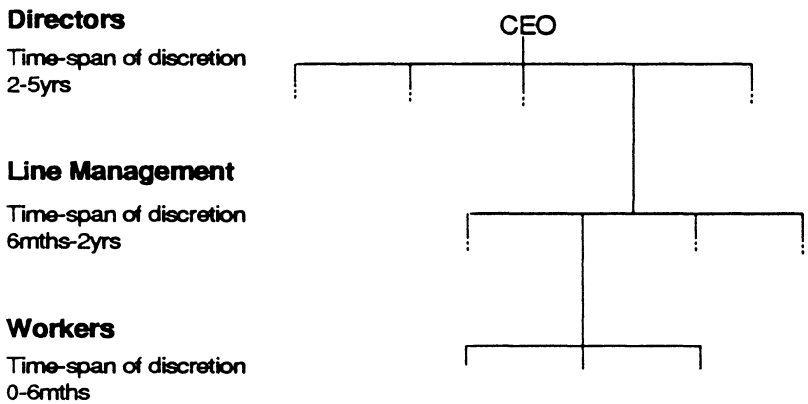 Directors
CEO
Time-span of discretion
2-5yrs
Line Management
Time-span of discretion
6mths-2yrs
Workers
Time-span of discretion
0-6mths